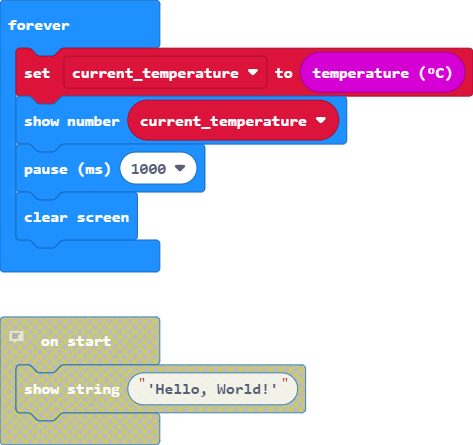 forever
set current_temperature to temperature (ºC)
show number current_temperature
pause (ms) 1000
clear screen
on start
show string "'Hello, World!'"